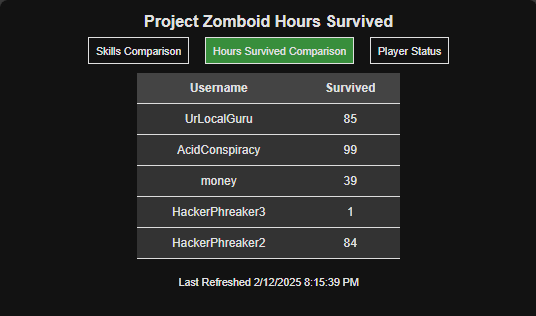 Project Zomboid Hours Survived
Skills Comparison Hours Survived Comparison Player Status
Username Survived
UrLocalGuru 85
AcidConspiracy 99
money 39
HackerPhreaker3 1
HackerPhreaker2 84
Last Refreshed 2/12/2025 8:15:39 PM